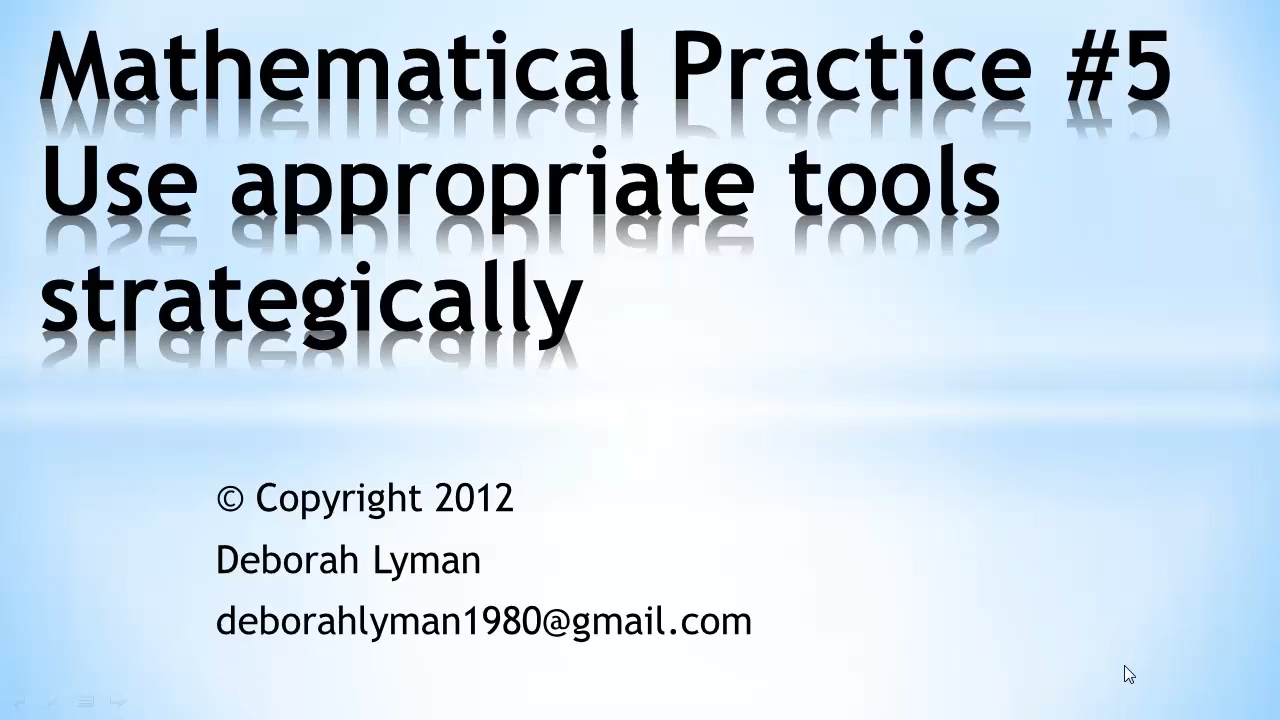 Mathematical Practice #5
Use appropriate tools
strategically
© Copyright 2012
Deborah Lyman
deborahlyman1980@gmail.com